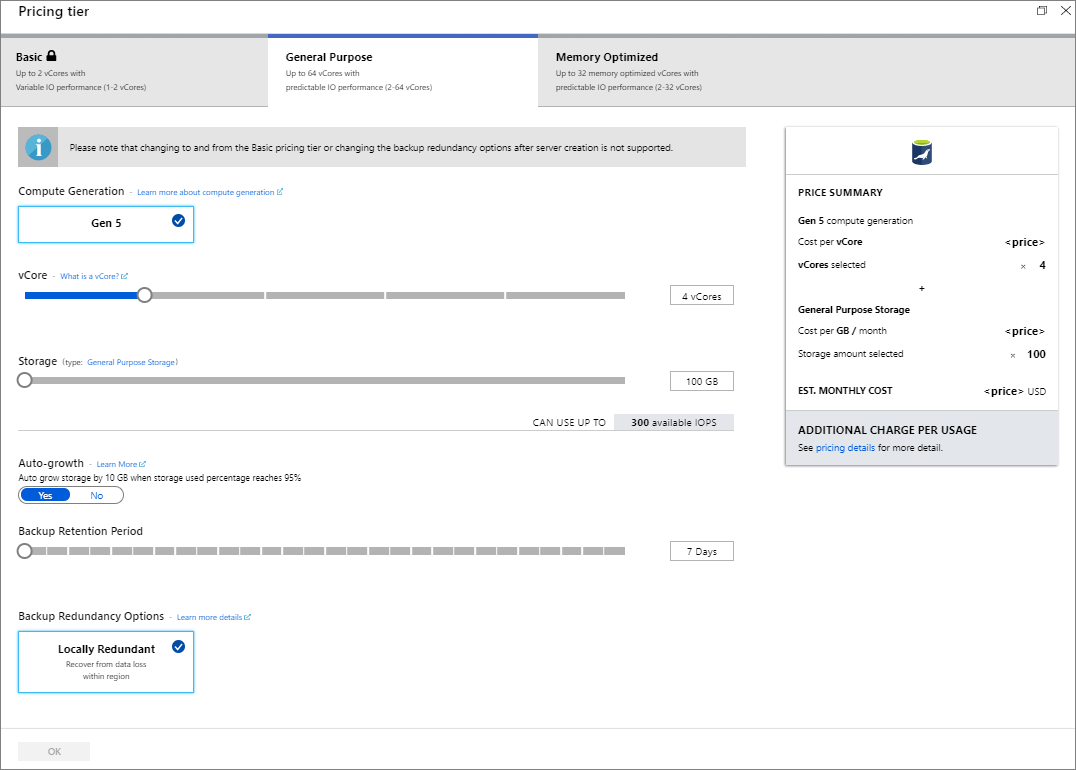 Pricing tier
Basic
Up to 2 vCores with
Variable IO performance (1-2 vCores)
General Purpose
Up to 64 vCores with
predictable IO performance (2-64 vCores)
Memory Optimized
Up to 32 memory optimized vCores with
predictable IO performance (2-32 vCores)
Please note that changing to and from the Basic pricing tier or changing the backup redundancy options after server creation is not supported.
Compute Generation - Learn more about compute generation
Gen 5
vCore - What is a vCore?
4 vCores
Storage (type: General Purpose Storage)
100 GB
CAN USE UP TO 300 available IOPS
Auto-growth - Learn More
Auto grow storage by 10 GB when storage used percentage reaches 95%
Yes No
Backup Retention Period
7 Days
Backup Redundancy Options - Learn more details
Locally Redundant
Recover from data loss
within region
OK
PRICE SUMMARY
Gen 5 compute generation
Cost per vCore <price>
vCores selected × 4
+
General Purpose Storage
Cost per GB / month <price>
Storage amount selected × 100
EST. MONTHLY COST <price> USD
ADDITIONAL CHARGE PER USAGE
See pricing details for more detail.